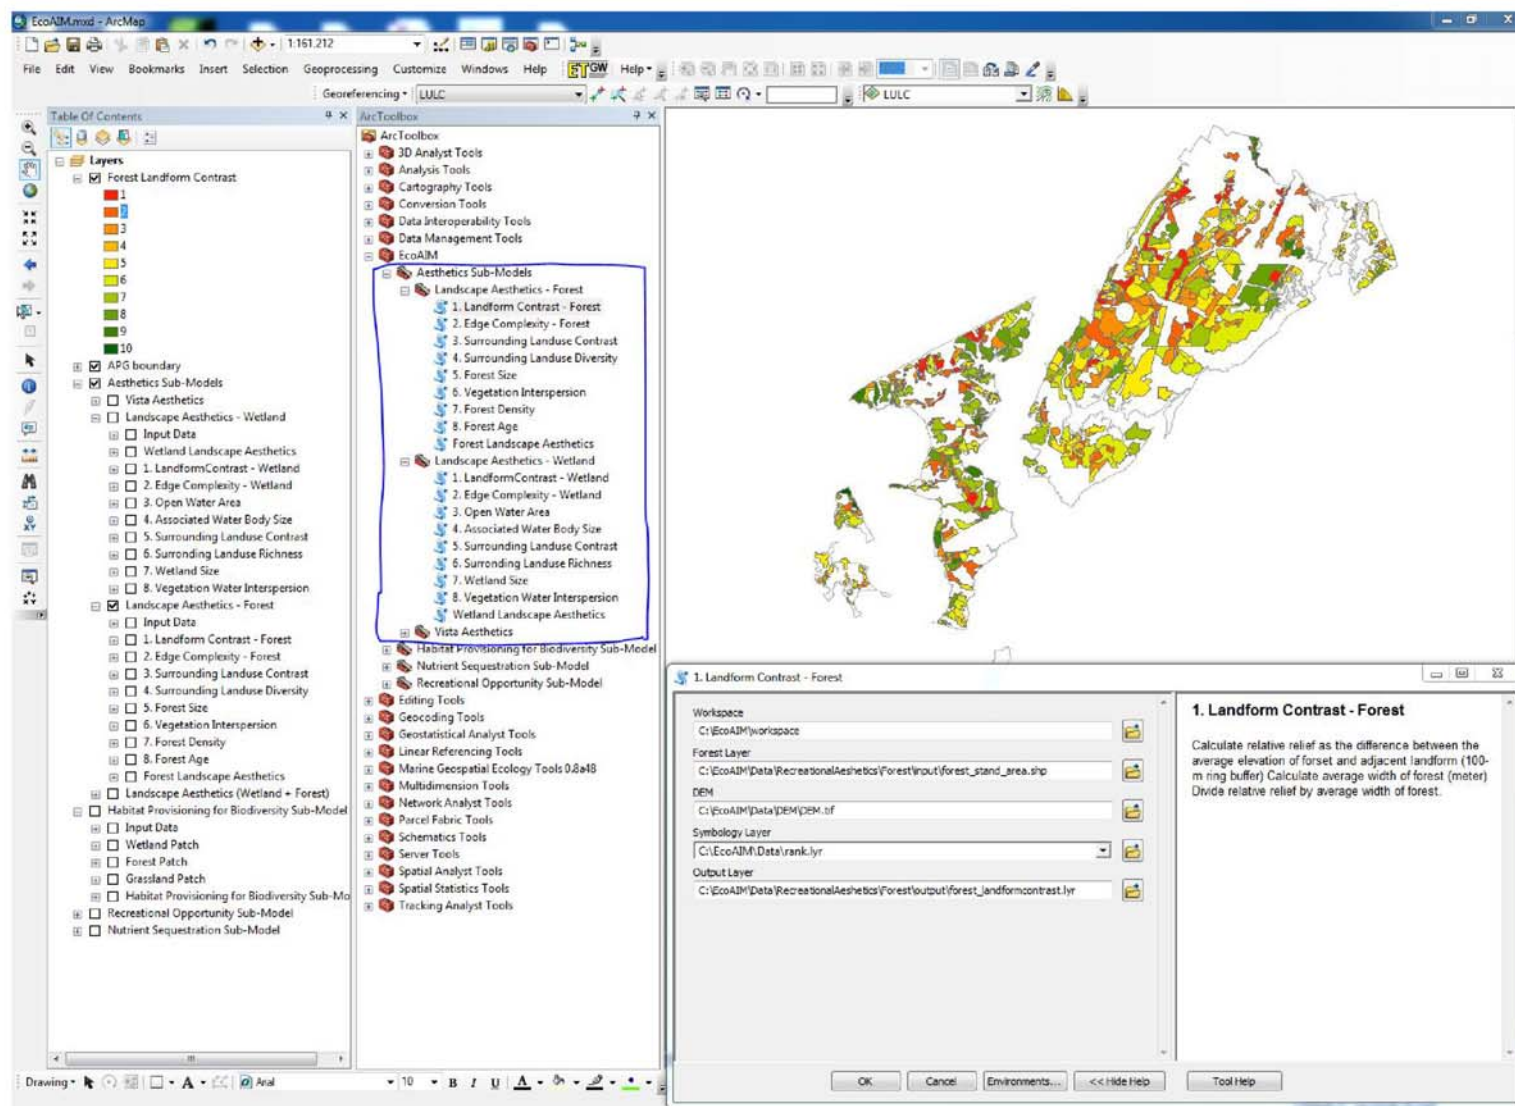 EcoAIM.mxd - ArcMap
1:161,212
File Edit View Bookmarks Insert Selection Geoprocessing Customize Windows Help ET GW Help
Georeferencing LULC LULC
Table Of Contents
Layers
Forest Landform Contrast
1
2
3
4
5
6
7
8
9
10
APG boundary
Aesthetics Sub-Models
Vista Aesthetics
Landscape Aesthetics - Wetland
Input Data
Wetland Landscape Aesthetics
1. LandformContrast - Wetland
2. Edge Complexity - Wetland
3. Open Water Area
4. Associated Water Body Size
5. Surrounding Landuse Contrast
6. Surronding Landuse Richness
7. Wetland Size
8. Vegetation Water Interspersion
Landscape Aesthetics - Forest
Input Data
1. Landform Contrast - Forest
2. Edge Complexity - Forest
3. Surrounding Landuse Contrast
4. Surrounding Landuse Diversity
5. Forest Size
6. Vegetation Interspersion
7. Forest Density
8. Forest Age
Forest Landscape Aesthetics
Landscape Aesthetics (Wetland + Forest)
Habitat Provisioning for Biodiversity Sub-Model
Input Data
Wetland Patch
Forest Patch
Grassland Patch
Habitat Provisioning for Biodiversity Sub-Mo
Recreational Opportunity Sub-Model
Nutrient Sequestration Sub-Model
ArcToolbox
ArcToolbox
3D Analyst Tools
Analysis Tools
Cartography Tools
Conversion Tools
Data Interoperability Tools
Data Management Tools
EcoAIM
Aesthetics Sub-Models
Landscape Aesthetics - Forest
1. Landform Contrast - Forest
2. Edge Complexity - Forest
3. Surrounding Landuse Contrast
4. Surrounding Landuse Diversity
5. Forest Size
6. Vegetation Interspersion
7. Forest Density
8. Forest Age
Forest Landscape Aesthetics
Landscape Aesthetics - Wetland
1. LandformContrast - Wetland
2. Edge Complexity - Wetland
3. Open Water Area
4. Associated Water Body Size
5. Surrounding Landuse Contrast
6. Surronding Landuse Richness
7. Wetland Size
8. Vegetation Water Interspersion
Wetland Landscape Aesthetics
Vista Aesthetics
Habitat Provisioning for Biodiversity Sub-Model
Nutrient Sequestration Sub-Model
Recreational Opportunity Sub-Model
Editing Tools
Geocoding Tools
Geostatistical Analyst Tools
Linear Referencing Tools
Marine Geospatial Ecology Tools 0.8a48
Multidimension Tools
Network Analyst Tools
Parcel Fabric Tools
Schematics Tools
Server Tools
Spatial Analyst Tools
Spatial Statistics Tools
Tracking Analyst Tools
1. Landform Contrast - Forest
Workspace
C:\EcoAIM\workspace
Forest Layer
C:\EcoAIM\Data\RecreationalAeshetics\Forest\input\forest_stand_area.shp
DEM
C:\EcoAIM\Data\DEM\DEM.tif
Symbology Layer
C:\EcoAIM\Data\rank.lyr
Output Layer
C:\EcoAIM\Data\RecreationalAeshetics\Forest\output\forest_landformcontrast.lyr
1. Landform Contrast - Forest
Calculate relative relief as the difference between the
average elevation of forset and adjacent landform (100-
m ring buffer) Calculate average width of forest (meter)
Divide relative relief by average width of forest.
OK Cancel Environments... << Hide Help Tool Help
Drawing A Arial 10 B I U A